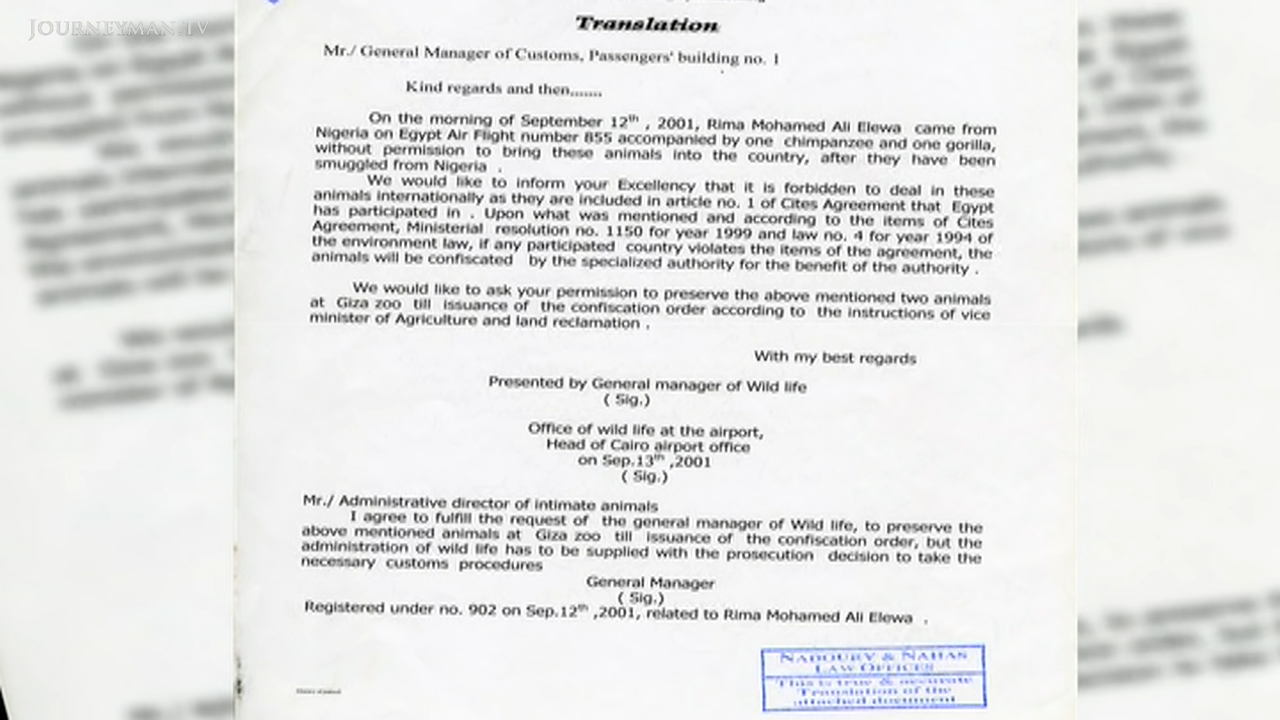 JOURNEYMAN.TV
Translation
Mr./ General Manager of Customs, Passengers' building no. 1
Kind regards and then.......
On the morning of September 12th , 2001, Rima Mohamed Ali Elewa came from
Nigeria on Egypt Air Flight number 855 accompanied by one chimpanzee and one gorilla,
without permission to bring these animals into the country, after they have been
smuggled from Nigeria .
We would like to inform your Excellency that it is forbidden to deal in these
animals internationally as they are included in article no. 1 of Cites Agreement that Egypt
has participated in . Upon what was mentioned and according to the items of Cites
Agreement, Ministerial resolution no. 1150 for year 1999 and law no. 4 for year 1994 of
the environment law, if any participated country violates the items of the agreement, the
animals will be confiscated by the specialized authority for the benefit of the authority .
We would like to ask your permission to preserve the above mentioned two animals
at Giza zoo till issuance of the confiscation order according to the instructions of vice
minister of Agriculture and land reclamation .
With my best regards
Presented by General manager of Wild life
( Sig.)
Office of wild life at the airport,
Head of Cairo airport office
on Sep.13th ,2001
( Sig.)
Mr./ Administrative director of intimate animals
I agree to fulfill the request of the general manager of Wild life, to preserve the
above mentioned animals at Giza zoo till issuance of the confiscation order, but the
administration of wild life has to be supplied with the prosecution decision to take the
necessary customs procedures
General Manager
( Sig.)
Registered under no. 902 on Sep.12th ,2001, related to Rima Mohamed Ali Elewa .
NADOURY & NAHAS
LAW OFFICES
This is true & accurate
Translation of the
attached document